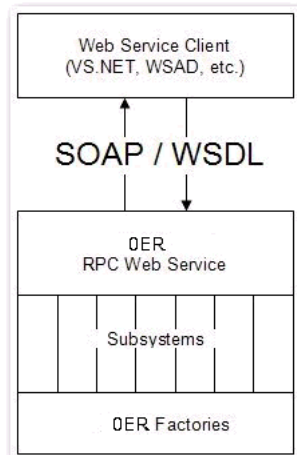 Web Service Client
(VS.NET, WSAD, etc.)
SOAP / WSDL
OER
RPC Web Service
Subsystems
OER Factories